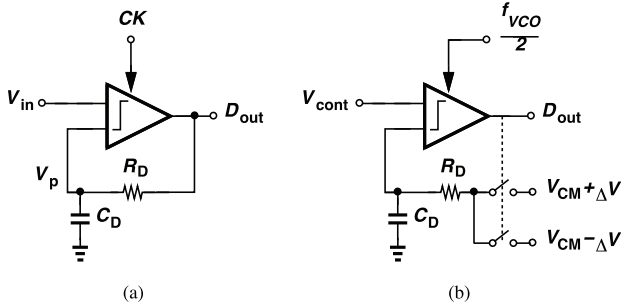 CK
V_in
D_out
V_p
R_D
C_D
(a)
f_VCO
2
V_cont
D_out
R_D
C_D
V_CM+ΔV
V_CM−ΔV
(b)